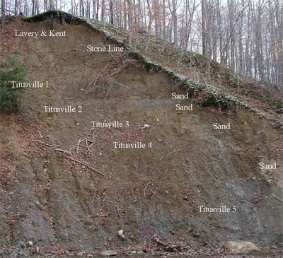 Lavery & Kent
Stone Line
Titusville 1
Sand
Titusville 2
Sand
Titusville 3
Sand
Titusville 4
Sand
Titusville 5